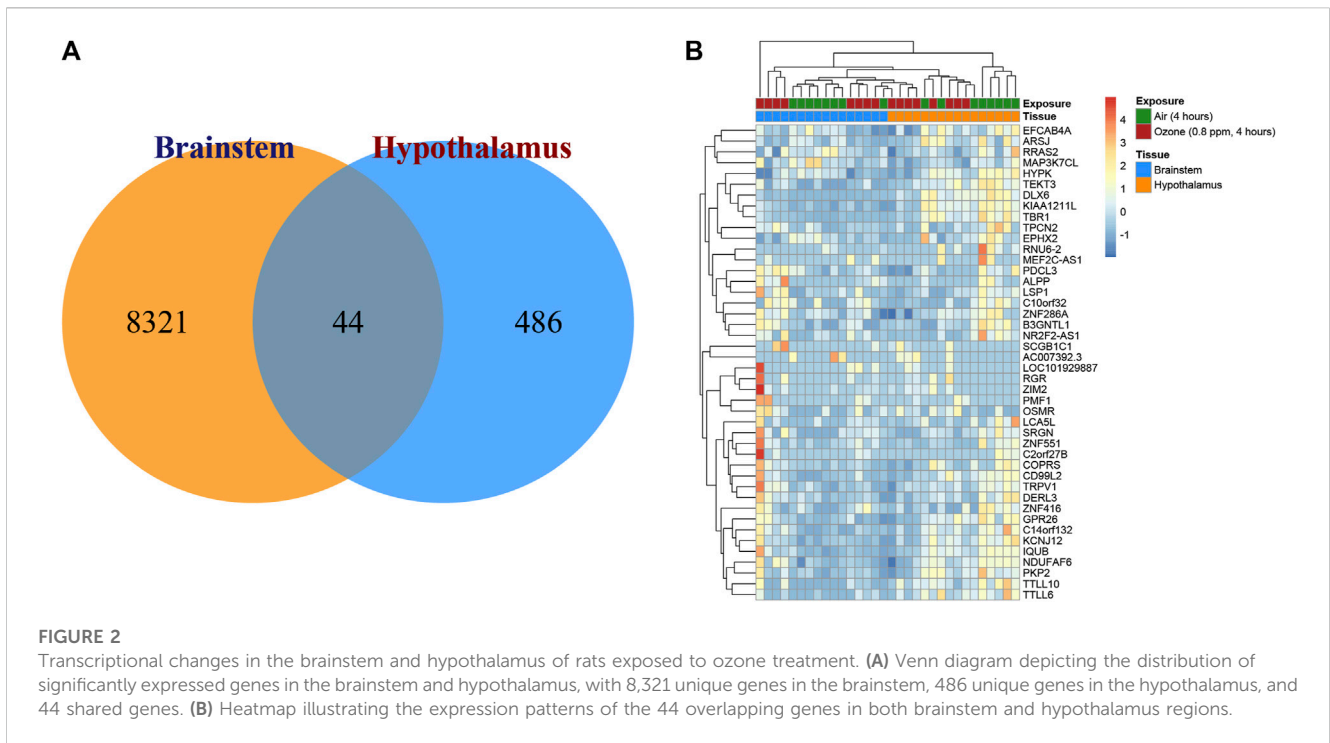 A
Brainstem
Hypothalamus
8321
44
486
B
Exposure
Tissue
EFCAB4A
ARSJ
RRAS2
MAP3K7CL
HYPK
TEKT3
DLX6
KIAA1211L
TBR1
TPCN2
EPHX2
RNU6-2
MEF2C-AS1
PDCL3
ALPP
LSP1
C10orf32
ZNF286A
B3GNTL1
NR2F2-AS1
SCGB1C1
AC007392.3
LOC101929887
RGR
ZIM2
PMF1
OSMR
LCA5L
SRGN
ZNF551
C2orf27B
COPRS
CD99L2
TRPV1
DERL3
ZNF416
GPR26
C14orf132
KCNJ12
IQUB
NDUFAF6
PKP2
TTLL10
TTLL6
4
3
2
1
0
-1
Exposure
Air (4 hours)
Ozone (0.8 ppm, 4 hours)
Tissue
Brainstem
Hypothalamus
FIGURE 2
Transcriptional changes in the brainstem and hypothalamus of rats exposed to ozone treatment. (A) Venn diagram depicting the distribution of
significantly expressed genes in the brainstem and hypothalamus, with 8,321 unique genes in the brainstem, 486 unique genes in the hypothalamus, and
44 shared genes. (B) Heatmap illustrating the expression patterns of the 44 overlapping genes in both brainstem and hypothalamus regions.